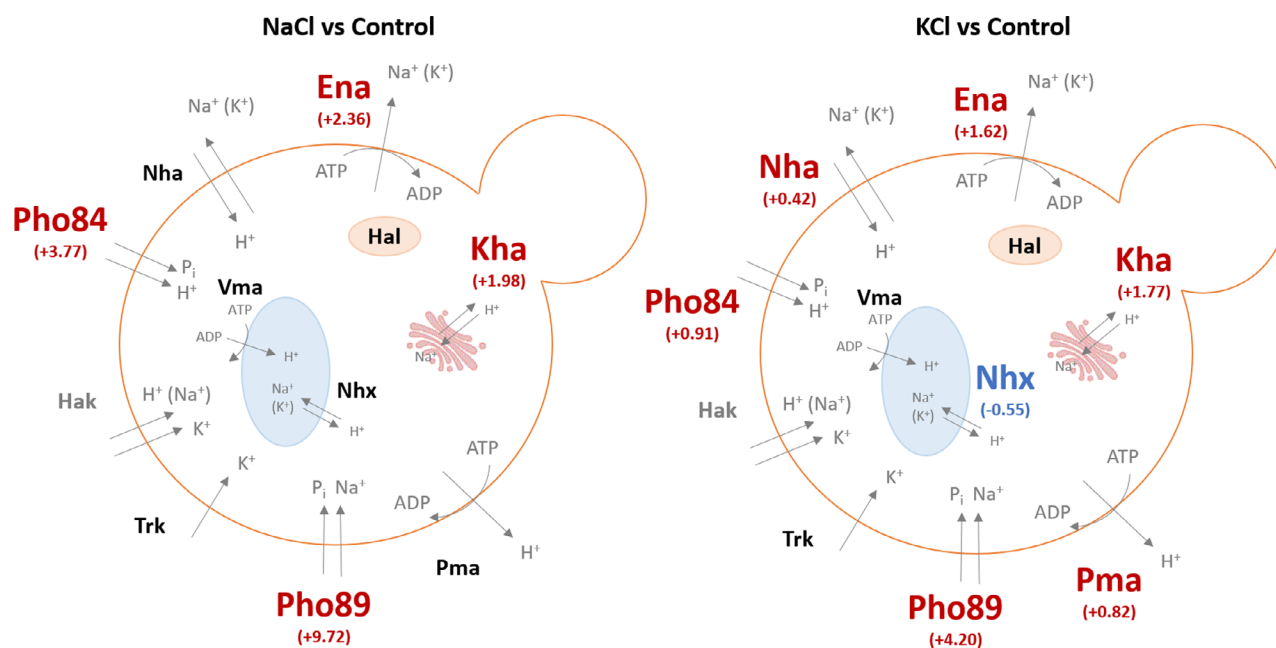 NaCl vs Control
Ena
(+2.36)
Na⁺ (K⁺)
Na⁺ (K⁺)
ATP
ADP
Nha
H⁺
Pho84
(+3.77)
Pᵢ
H⁺
Hal
Kha
(+1.98)
H⁺
Na⁺
Vma
ATP
ADP
H⁺
Na⁺
(K⁺)
Nhx
H⁺
Hak
H⁺ (Na⁺)
K⁺
K⁺
Trk
Pᵢ Na⁺
Pho89
(+9.72)
ATP
ADP
H⁺
Pma
KCl vs Control
Ena
(+1.62)
Na⁺ (K⁺)
Na⁺ (K⁺)
ATP
ADP
Nha
(+0.42)
H⁺
Pho84
(+0.91)
Pᵢ
H⁺
Hal
Kha
(+1.77)
H⁺
Na⁺
Vma
ATP
ADP
H⁺
Na⁺
(K⁺)
Nhx
(-0.55)
H⁺
Hak
H⁺ (Na⁺)
K⁺
K⁺
Trk
Pᵢ Na⁺
Pho89
(+4.20)
ATP
ADP
H⁺
Pma
(+0.82)